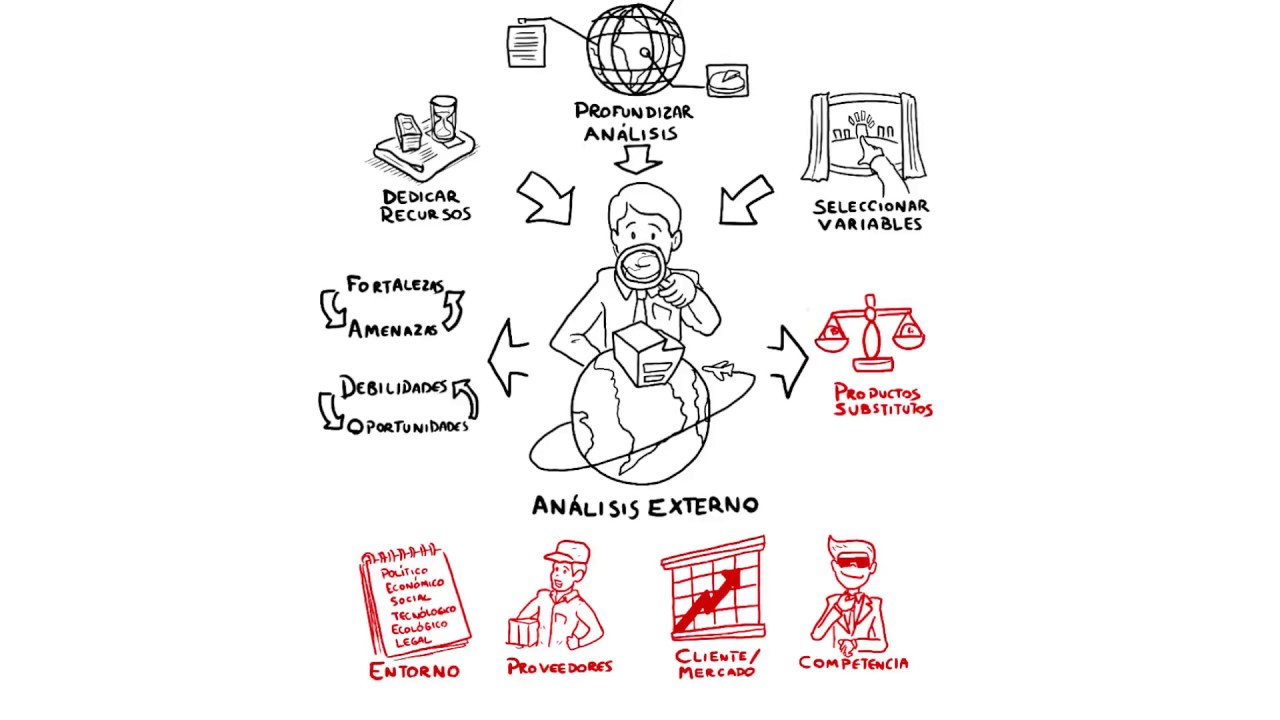 PROFUNDIZAR
ANÁLISIS
DEDICAR
RECURSOS
SELECCIONAR
VARIABLES
FORTALEZAS
AMENAZAS
DEBILIDADES
OPORTUNIDADES
PRODUCTOS
SUBSTITUTOS
ANÁLISIS EXTERNO
POLÍTICO
ECONÓMICO
SOCIAL
TECNÓLOGICO
ECOLÓGICO
LEGAL
ENTORNO
PROVEEDORES
CLIENTE/
MERCADO
COMPETENCIA